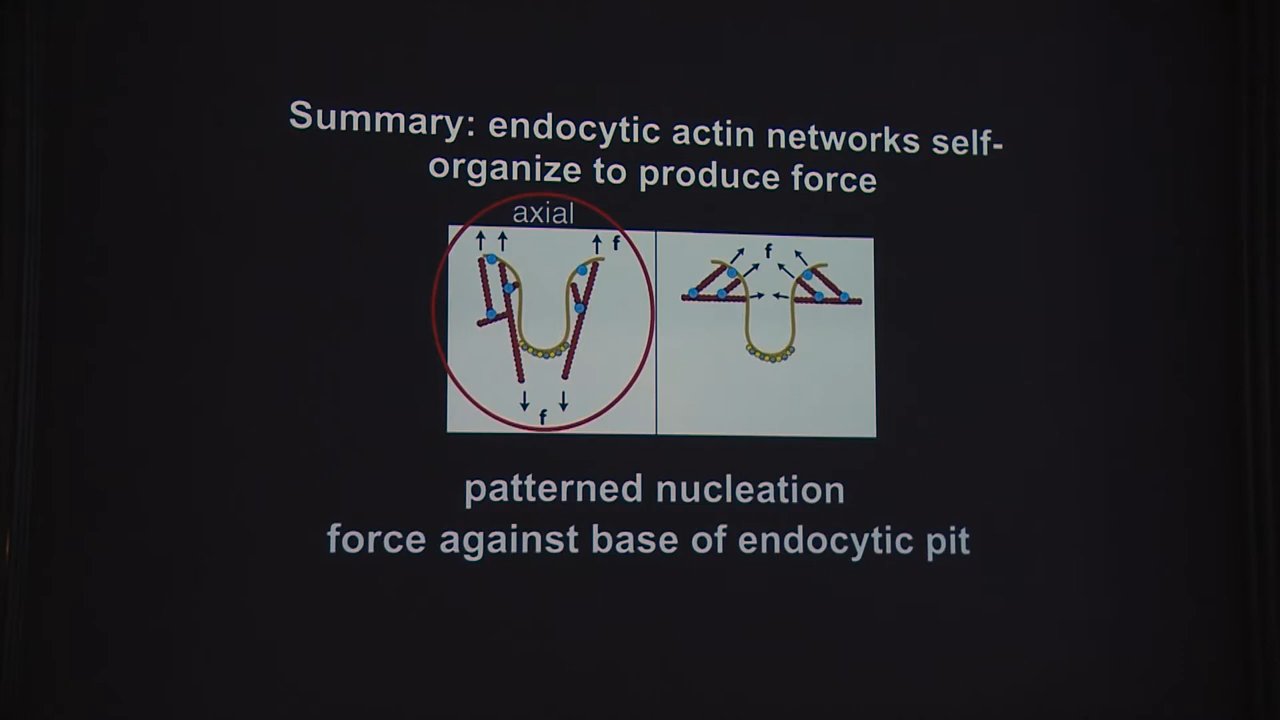 Summary: endocytic actin networks self-
organize to produce force
axial
f
f
f
patterned nucleation
force against base of endocytic pit